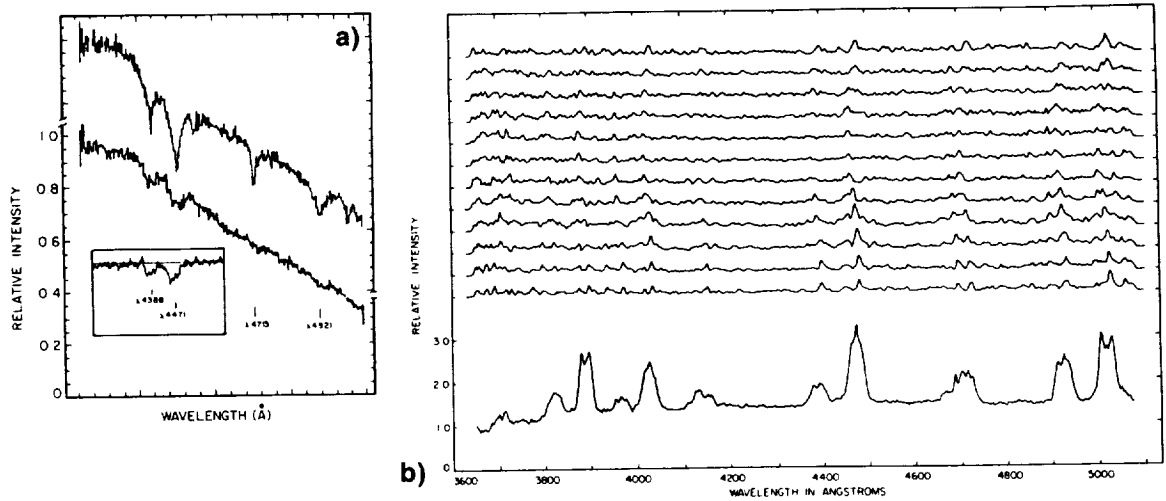 a)
1 0
0.8
0 6
0 4
0 2
0
RELATIVE INTENSITY
λ4388
λ4471
λ4713
λ4921
WAVELENGTH (Å)
RELATIVE INTENSITY
3.0
2.0
1.0
0
b)
3600 3800 4000 4200 4400 4600 4800 5000
WAVELENGTH IN ANGSTROMS